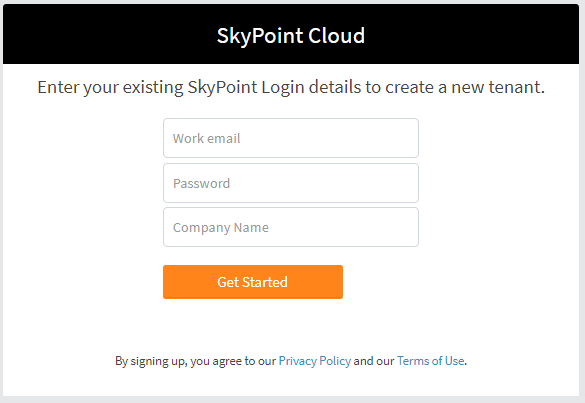 SkyPoint Cloud
Enter your existing SkyPoint Login details to create a new tenant.
Work email
Password
Company Name
Get Started
By signing up, you agree to our Privacy Policy and our Terms of Use.